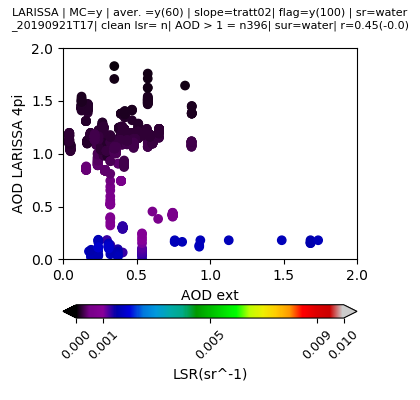 LARISSA | MC=y | aver. =y(60) | slope=tratt02| flag=y(100) | sr=water
_20190921T17| clean lsr= n| AOD > 1 = n396| sur=water| r=0.45(-0.0)
2.0
1.5
1.0
0.5
0.0
AOD LARISSA 4pi
0.0 0.5 1.0 1.5 2.0
AOD ext
0.000 0.001 0.005 0.009 0.010
LSR(sr^-1)